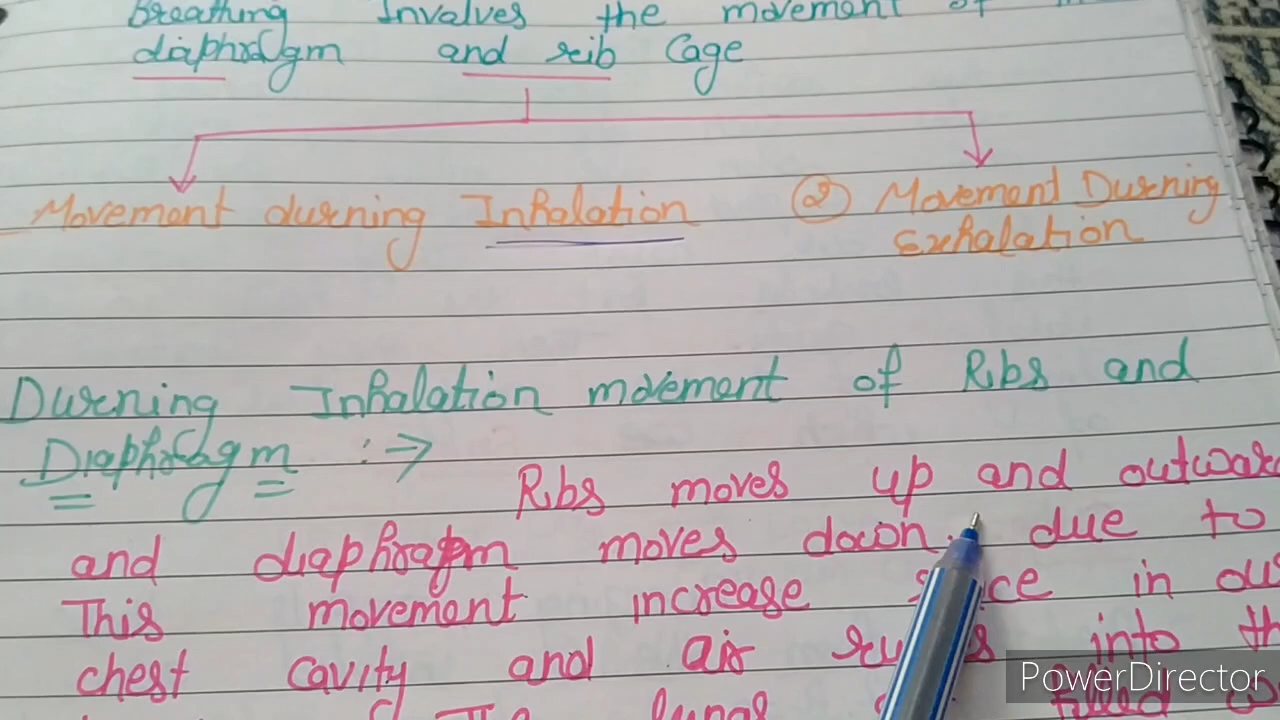 Breathing Involves the movement of
diaphragm and rib Cage
Movement durning Inhalation
② Movement Durning
Exhalation
Durning Inhalation movement of Ribs and
Diaphragm :→
Ribs moves up and outward
and diaphragm moves down. due to
This movement increase in
chest cavity and air into
lungs filled
PowerDirector